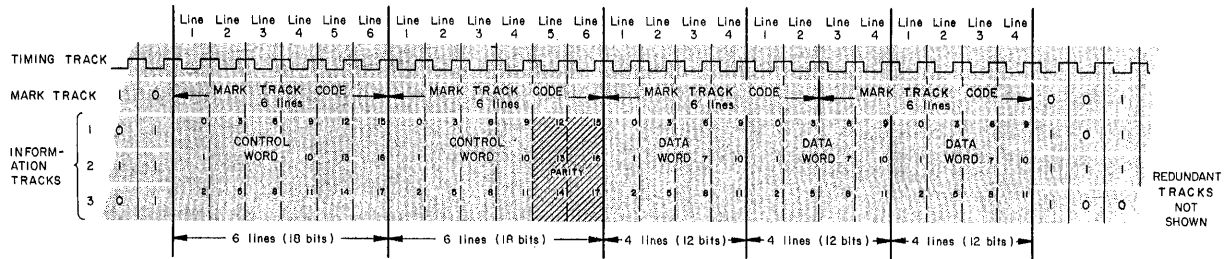 Line Line Line Line Line Line Line Line Line Line Line Line Line Line Line Line Line Line Line Line Line Line Line Line
1 2 3 4 5 6 1 2 3 4 5 6 1 2 3 4 1 2 3 4 1 2 3 4
TIMING TRACK
MARK TRACK 1 0 MARK TRACK CODE MARK TRACK CODE MARK TRACK CODE MARK TRACK CODE 0 0 1
6 lines 6 lines 6 lines 6 lines
0 3 6 9 12 15 0 3 6 9 12 15 0 3 6 9 0 3 6 9 0 3 6 9
1 0 1 CONTROL CONTROL DATA DATA DATA 1 0 1
INFORM-
ATION
TRACKS
2 1 1 1 WORD 10 13 16 1 WORD 10 13 16 1 WORD 7 10 1 WORD 7 10 1 WORD 7 10 1 1 1
PARITY
3 0 1 2 5 8 11 14 17 2 5 8 11 14 17 2 5 8 11 2 5 8 11 2 5 8 11 1 0 0
REDUNDANT
TRACKS
NOT
SHOWN
6 lines (18 bits) 6 lines (18 bits) 4 lines (12 bits) 4 lines (12 bits) 4 lines (12 bits)